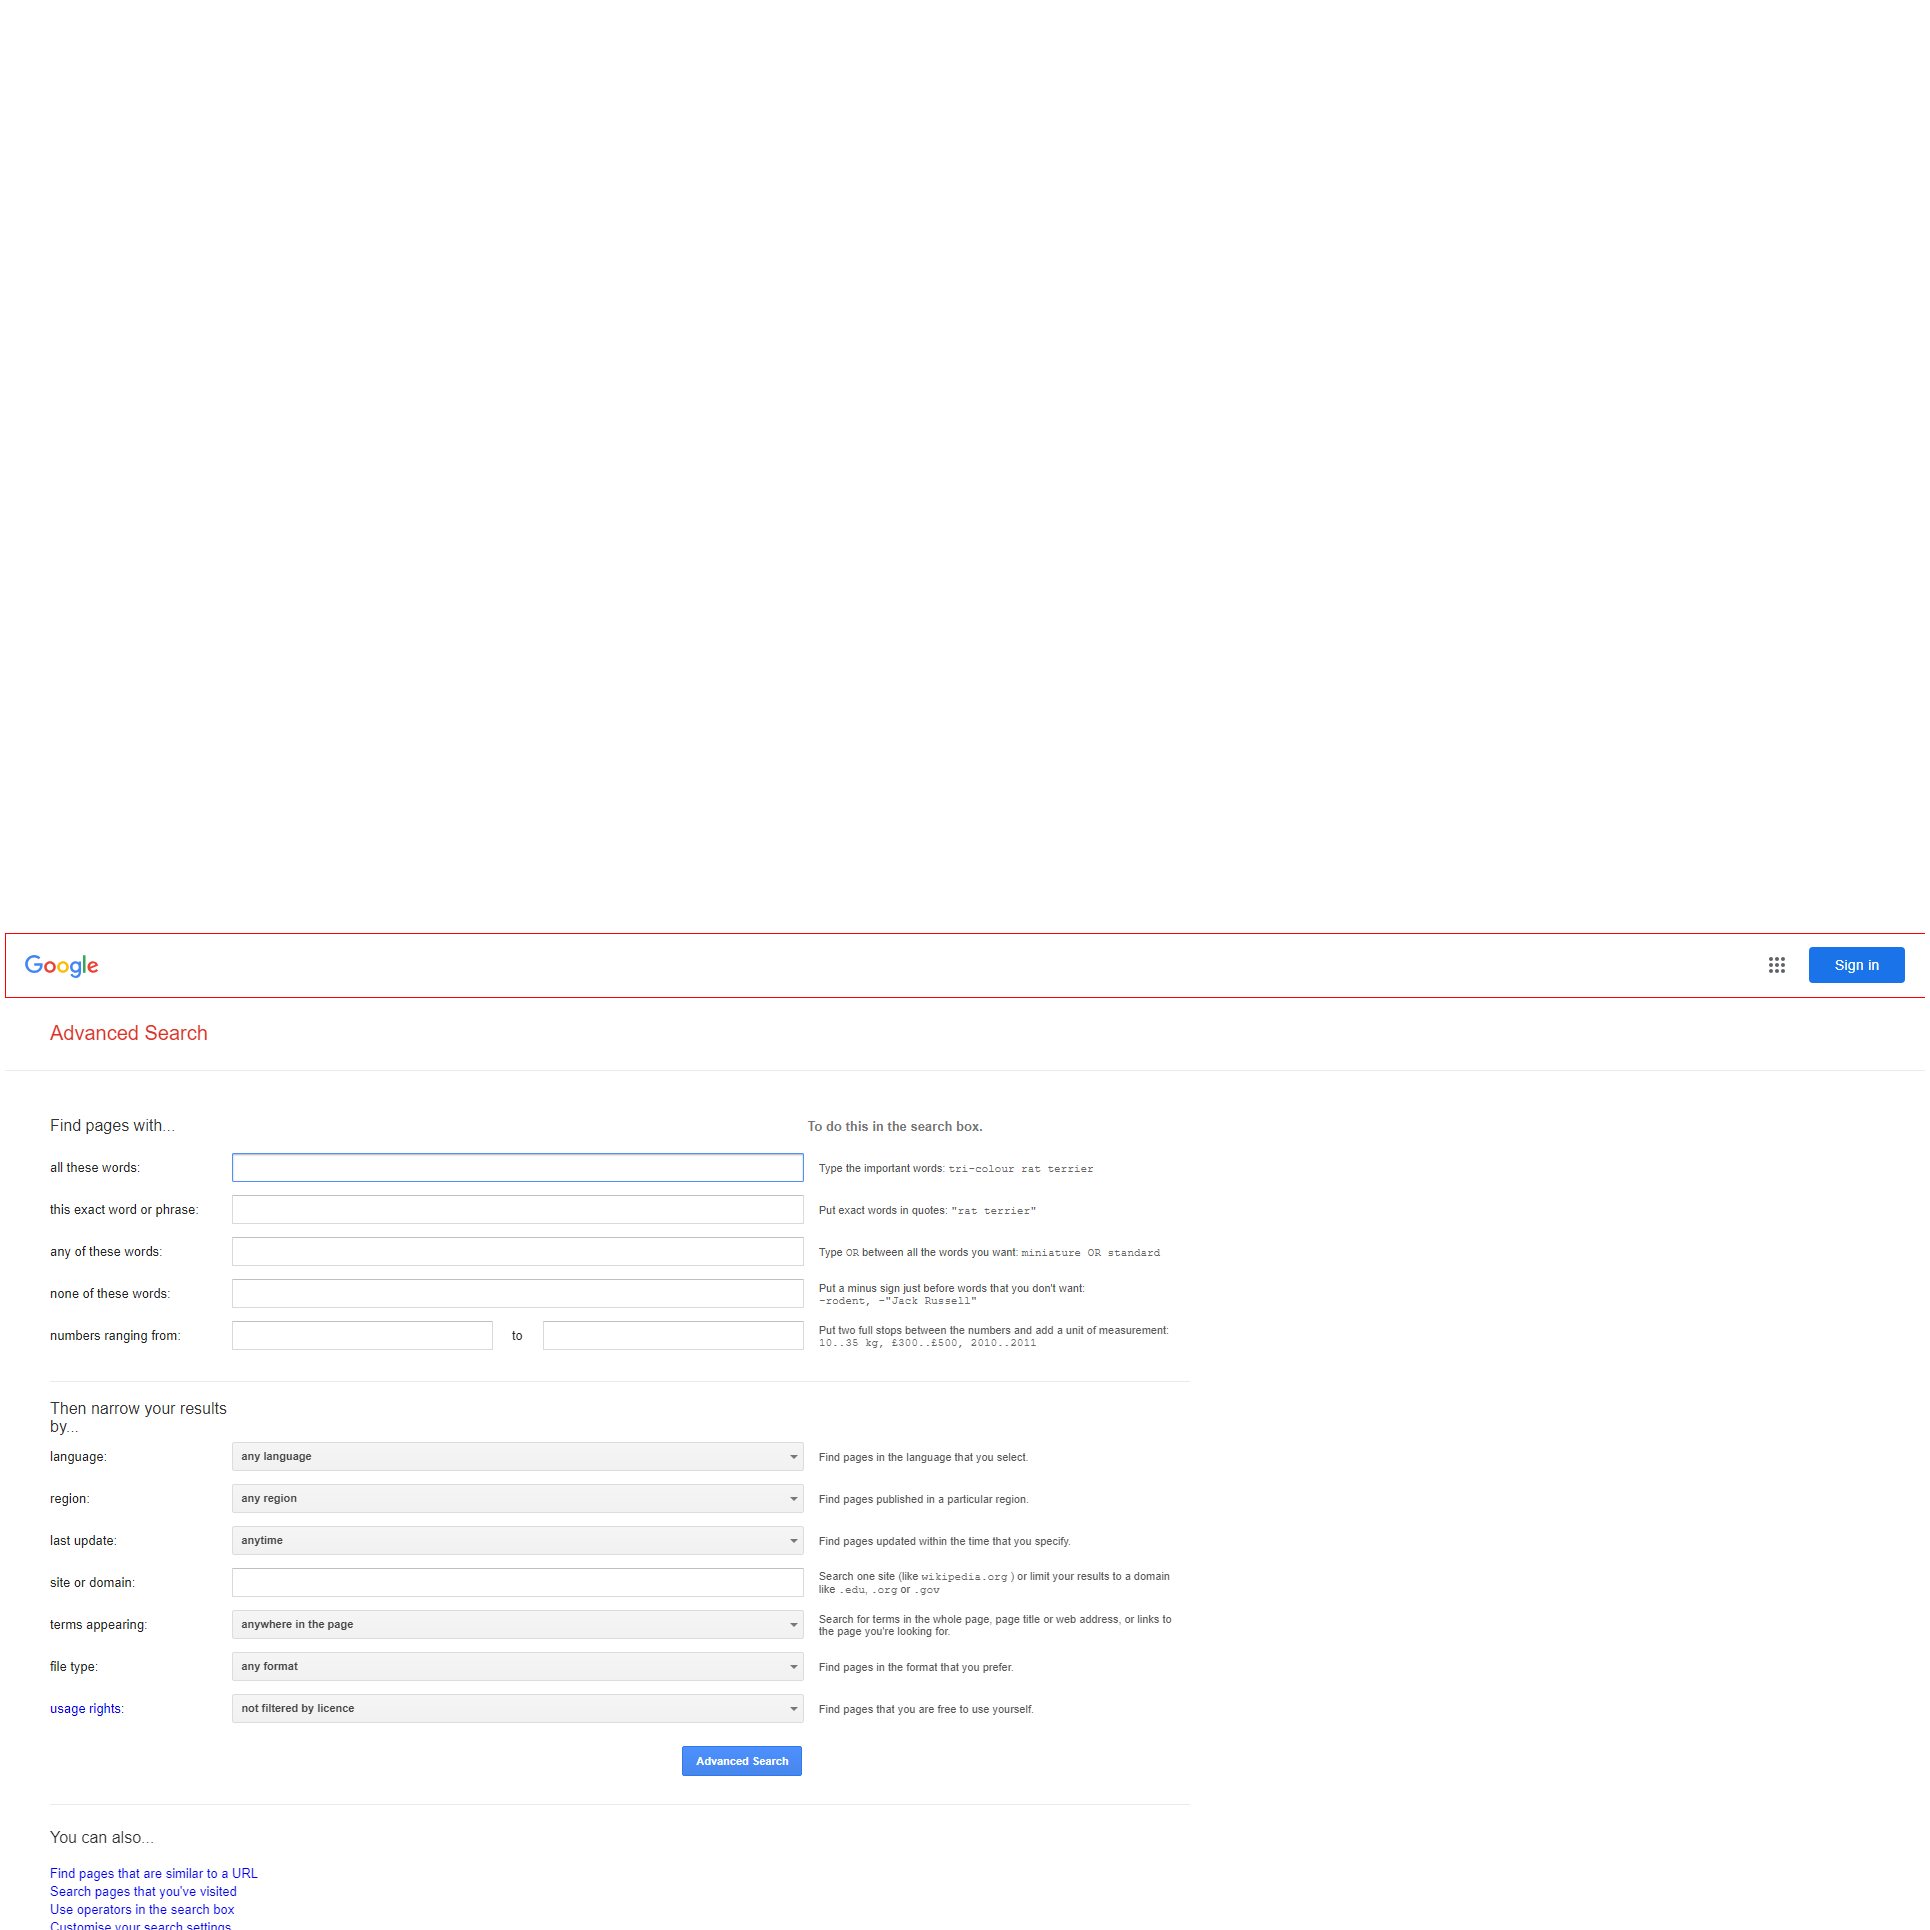 Google
Sign in
Advanced Search
Find pages with...
To do this in the search box.
all these words:
Type the important words: tri-colour rat terrier
this exact word or phrase:
Put exact words in quotes: "rat terrier"
any of these words:
Type OR between all the words you want: miniature OR standard
none of these words:
Put a minus sign just before words that you don't want:
-rodent, -"Jack Russell"
numbers ranging from:
to
Put two full stops between the numbers and add a unit of measurement:
10..35 kg, £300..£500, 2010..2011
Then narrow your results
by...
language:
any language
Find pages in the language that you select.
region:
any region
Find pages published in a particular region.
last update:
anytime
Find pages updated within the time that you specify.
site or domain:
Search one site (like wikipedia.org ) or limit your results to a domain
like .edu, .org or .gov
terms appearing:
anywhere in the page
Search for terms in the whole page, page title or web address, or links to
the page you're looking for.
file type:
any format
Find pages in the format that you prefer.
usage rights:
not filtered by licence
Find pages that you are free to use yourself.
Advanced Search
You can also...
Find pages that are similar to a URL
Search pages that you've visited
Use operators in the search box
Customise your search settings